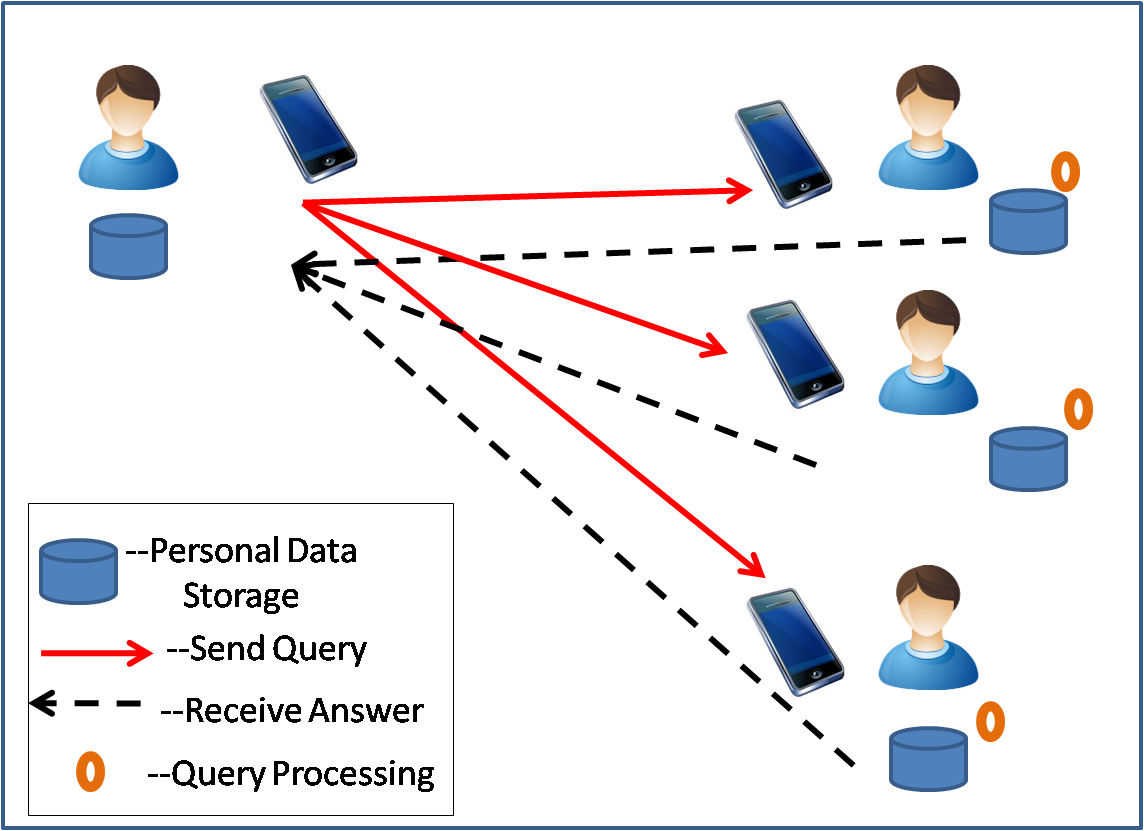 --Personal Data
Storage
--Send Query
--Receive Answer
--Query Processing